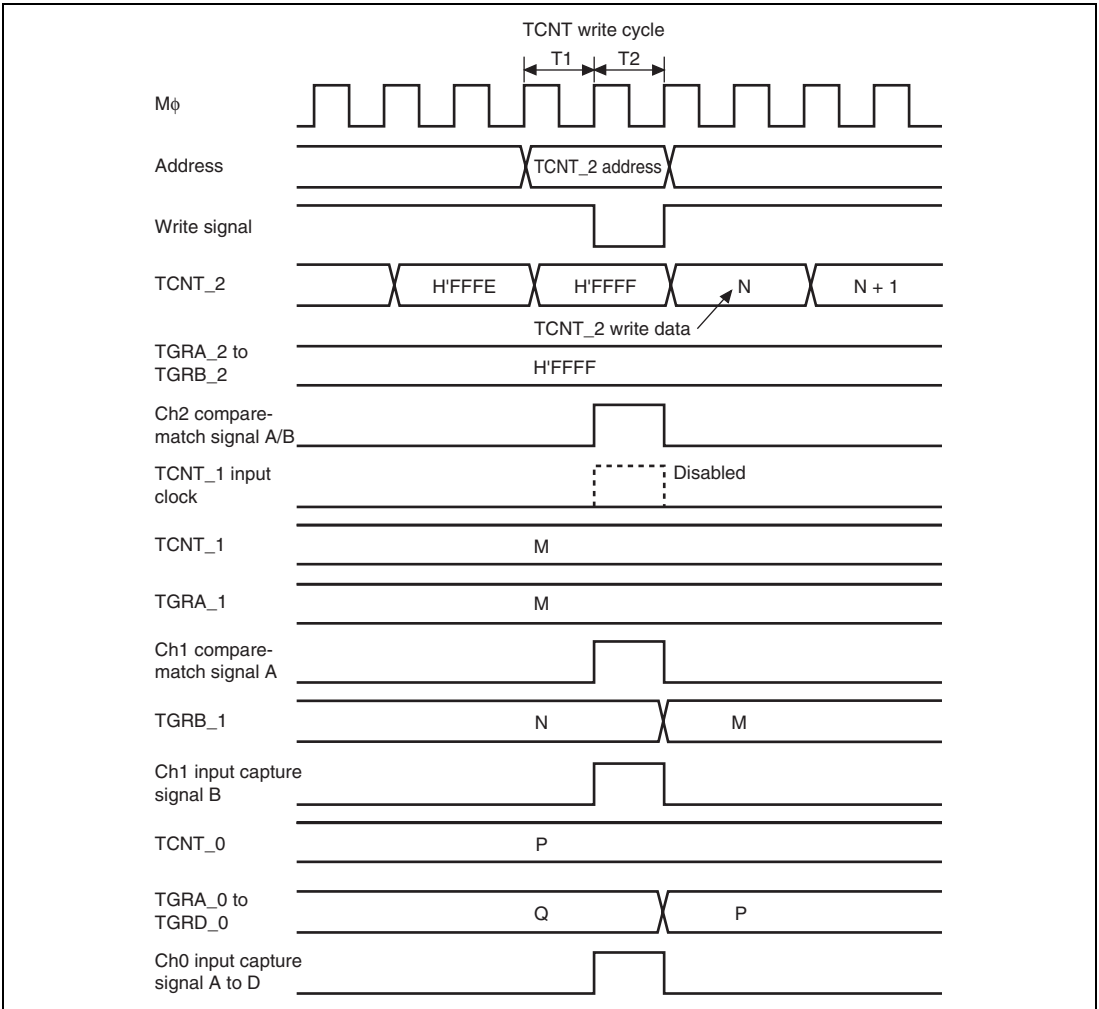 TCNT write cycle
T1 T2
Mϕ
Address
TCNT_2 address
Write signal
TCNT_2
H'FFFE
H'FFFF
N
N + 1
TCNT_2 write data
TGRA_2 to
TGRB_2
H'FFFF
Ch2 compare-
match signal A/B
TCNT_1 input
clock
Disabled
TCNT_1
M
TGRA_1
M
Ch1 compare-
match signal A
TGRB_1
N
M
Ch1 input capture
signal B
TCNT_0
P
TGRA_0 to
TGRD_0
Q
P
Ch0 input capture
signal A to D